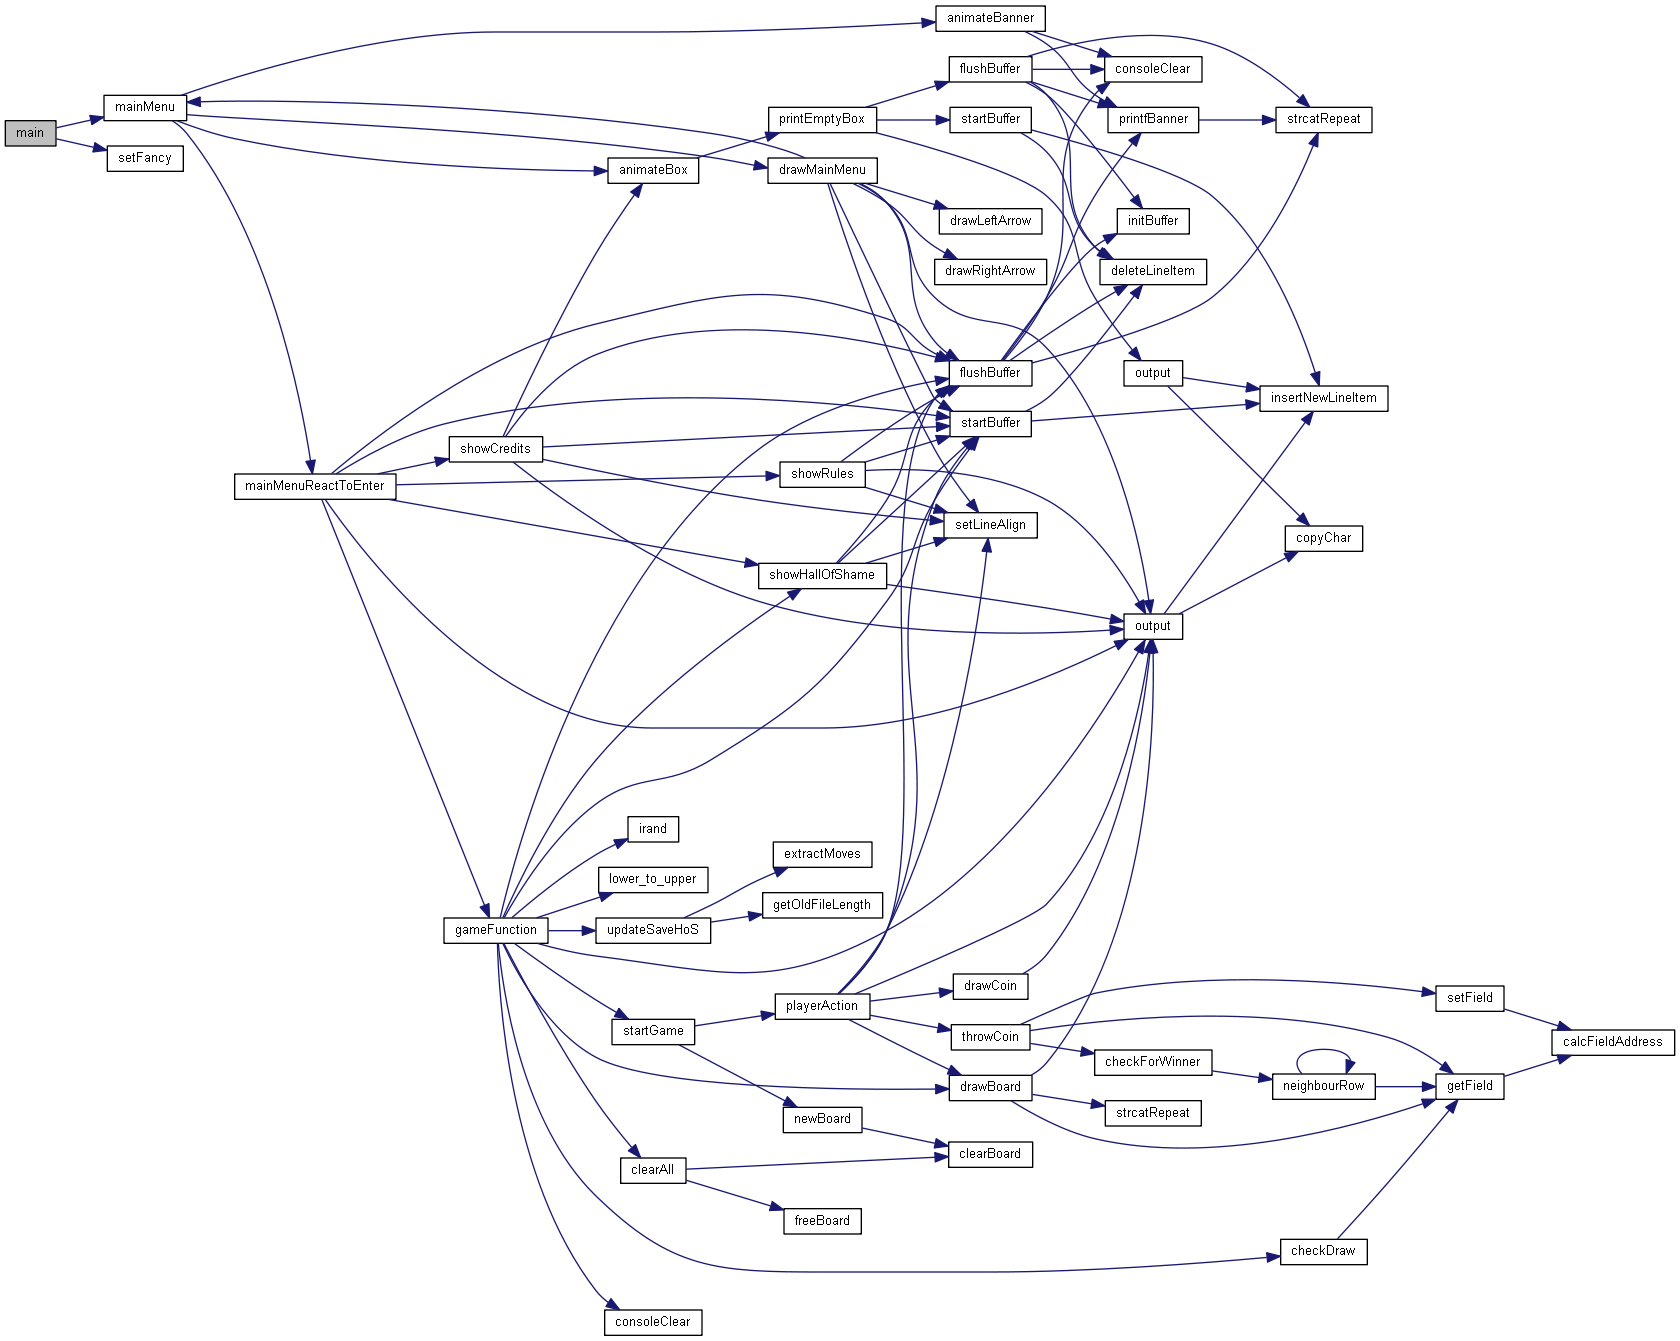 main
mainMenu
setFancy
mainMenuReactToEnter
showCredits
gameFunction
animateBox
irand
lower_to_upper
updateSaveHoS
startGame
clearAll
consoleClear
printEmptyBox
drawMainMenu
showRules
showHallOfShame
extractMoves
getOldFileLength
playerAction
newBoard
freeBoard
animateBanner
flushBuffer
startBuffer
drawLeftArrow
drawRightArrow
flushBuffer
startBuffer
setLineAlign
drawCoin
throwCoin
drawBoard
clearBoard
consoleClear
printfBanner
initBuffer
deleteLineItem
output
output
checkForWinner
strcatRepeat
strcatRepeat
insertNewLineItem
copyChar
neighbourRow
checkDraw
setField
getField
calcFieldAddress